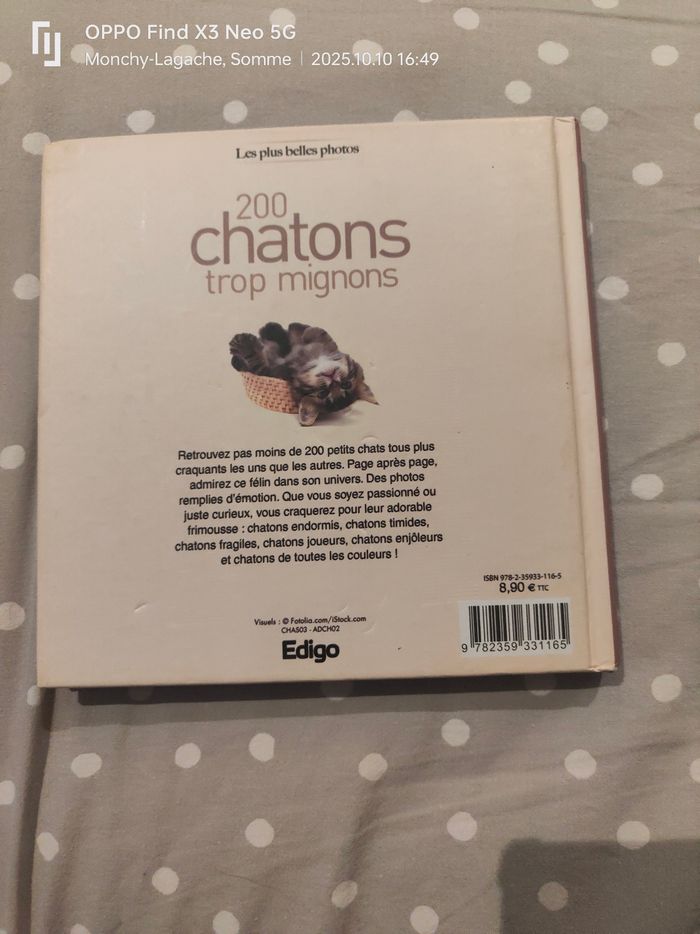 OPPO Find X3 Neo 5G
Monchy-Lagache, Somme | 2025.10.10 16:49
Les plus belles photos
200
chatons
trop mignons
Retrouvez pas moins de 200 petits chats tous plus
craquants les uns que les autres. Page après page,
admirez ce félin dans son univers. Des photos
remplies d'émotion. Que vous soyez passionné ou
juste curieux, vous craquerez pour leur adorable
frimousse : chatons endormis, chatons timides,
chatons fragiles, chatons joueurs, chatons enjôleurs
et chatons de toutes les couleurs !
ISBN 978-2-35933-116-5
8,90 € TTC
Visuels : © Fotolia.com/iStock.com
CHAS03 - ADCH02
Edigo
9 782359 331165